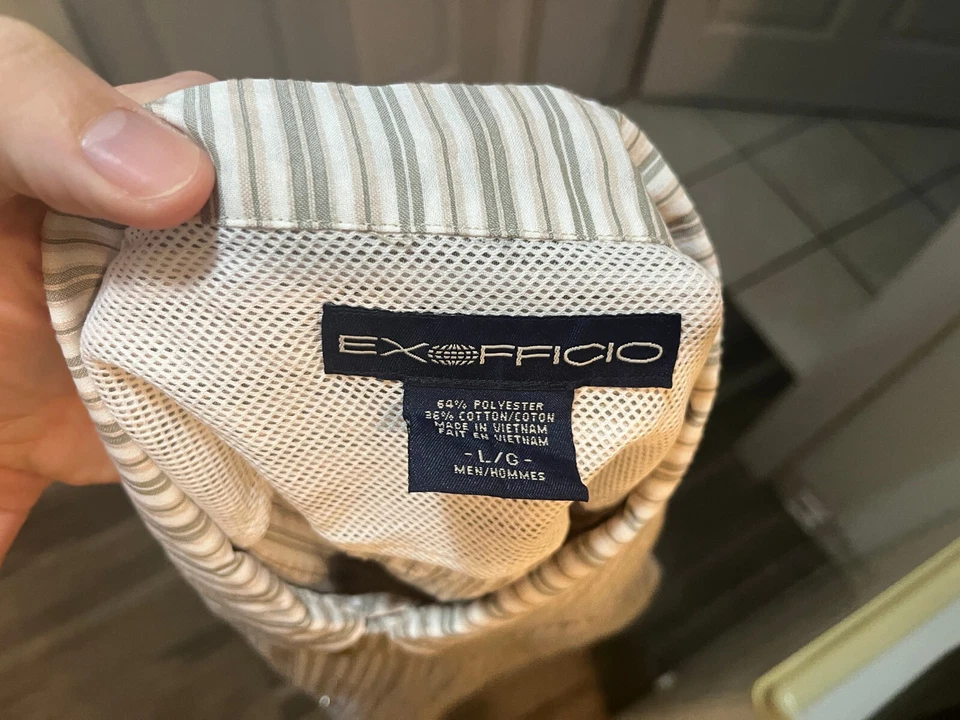 EXOFFICIO
64% POLYESTER
36% COTTON/COTON
MADE IN VIETNAM
FAIT EN VIETNAM
- L/G -
MEN/HOMMES